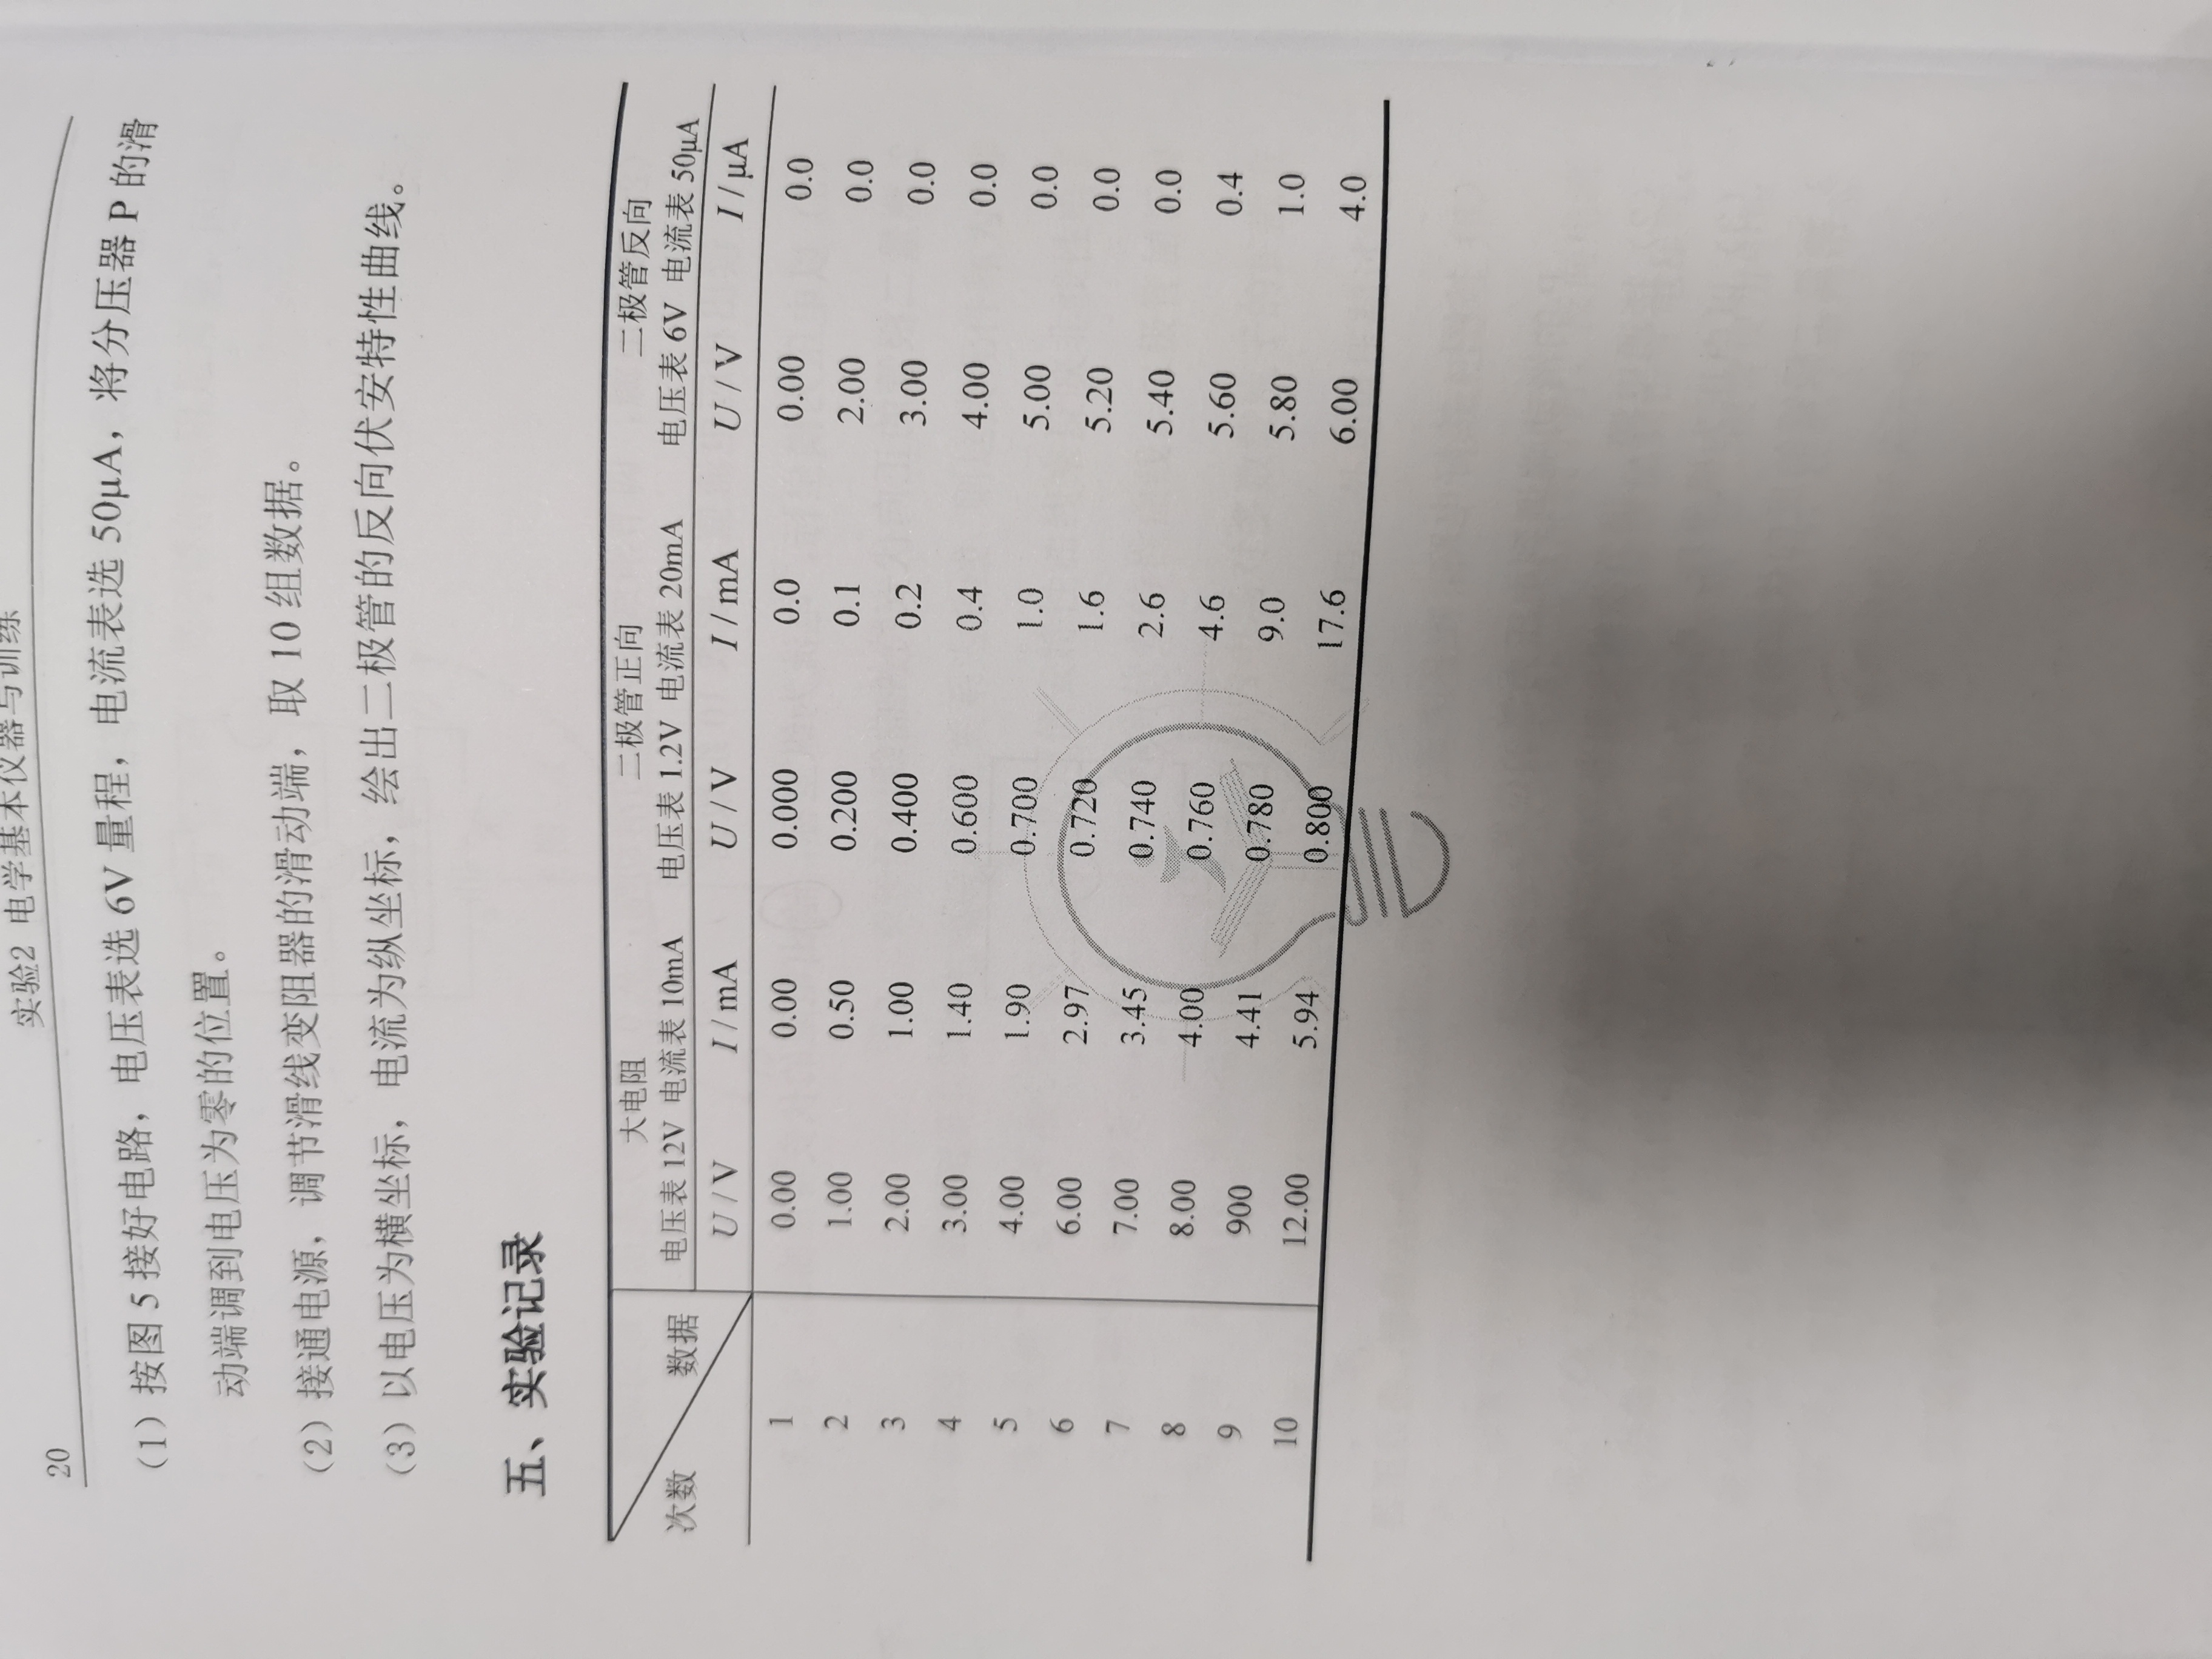 实验2 电学基本仪器与训练
20
（1）按图 5 接好电路，电压表选 6V 量程，电流表选 50μA，将分压器 P 的滑
动端调到电压为零的位置。
（2）接通电源，调节滑线变阻器的滑动端，取 10 组数据。
（3）以电压为横坐标，电流为纵坐标，绘出二极管的反向伏安特性曲线。
五、实验记录
大电阻 二极管正向 二极管反向
次数 数据 电压表 12V 电流表 10mA 电压表 1.2V 电流表 20mA 电压表 6V 电流表 50μA
U / V I / mA U / V I / mA U / V I / μA
1 0.00 0.00 0.000 0.0 0.00 0.0
2 1.00 0.50 0.200 0.1 2.00 0.0
3 2.00 1.00 0.400 0.2 3.00 0.0
4 3.00 1.40 0.600 0.4 4.00 0.0
5 4.00 1.90 0.700 1.0 5.00 0.0
6 6.00 2.97 0.720 1.6 5.20 0.0
7 7.00 3.45 0.740 2.6 5.40 0.0
8 8.00 4.00 0.760 4.6 5.60 0.4
9 900 4.41 0.780 9.0 5.80 1.0
10 12.00 5.94 0.800 17.6 6.00 4.0